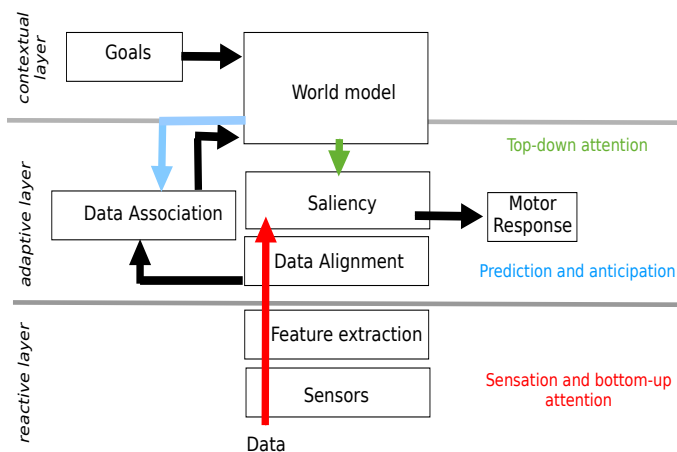 contextual
layer
Goals
World model
Top-down attention
adaptive layer
Data Association
Saliency
Motor
Response
Data Alignment
Prediction and anticipation
reactive layer
Feature extraction
Sensors
Sensation and bottom-up
attention
Data